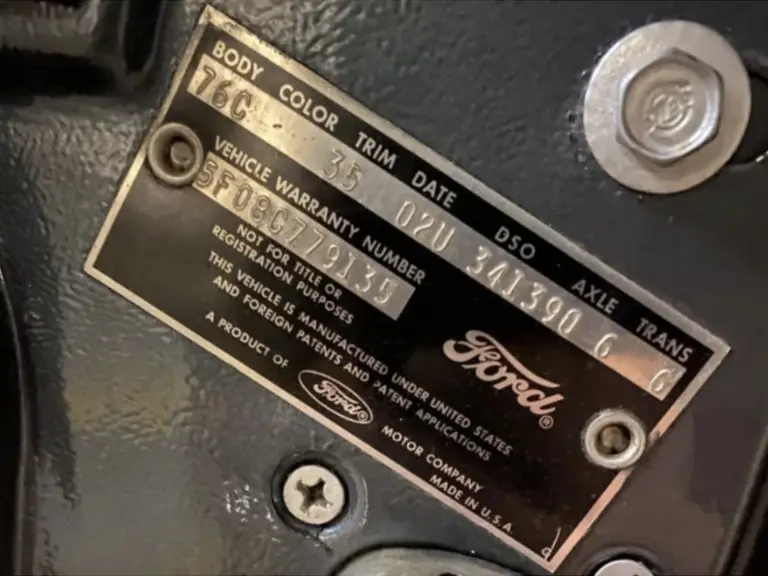 BODY COLOR TRIM DATE DSO AXLE TRANS
76C 35 02U 341390 6 6
VEHICLE WARRANTY NUMBER
5F08C779139
NOT FOR TITLE OR
REGISTRATION PURPOSES
THIS VEHICLE IS MANUFACTURED UNDER UNITED STATES
AND FOREIGN PATENTS AND PATENT APPLICATIONS
Ford®
A PRODUCT OF Ford® MOTOR COMPANY
MADE IN U.S.A.